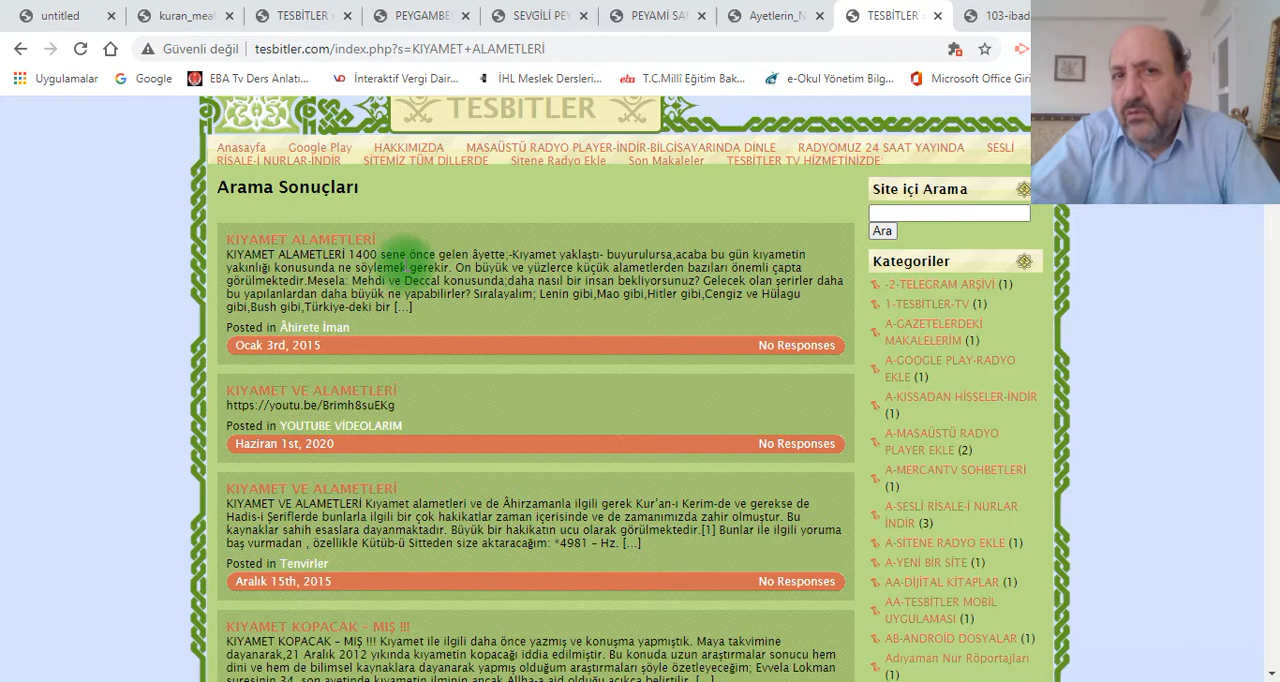 untitled
kuran_mea
TESBİTLER
PEYGAMBE
SEVGİLİ PE
PEYAMİ SA
Ayetlerin_N
TESBİTLER
103-ibad
Güvenli değil
tesbitler.com/index.php?s=KIYAMET+ALAMETLERİ
Uygulamalar
Google
EBA Tv Ders Anlatı...
İnteraktif Vergi Dair...
İHL Meslek Dersleri...
T.C.Millî Eğitim Bak...
e-Okul Yönetim Bilg...
Microsoft Office Giri
TESBİTLER
Anasayfa Google Play HAKKIMIZDA MASAÜSTÜ RADYO PLAYER-İNDİR-BİLGİSAYARINDA DİNLE RADYOMUZ 24 SAAT YAYINDA SESLİ
RİSALE-İ NURLAR-İNDİR SİTEMİZ TÜM DİLLERDE Sitene Radyo Ekle Son Makaleler TESBİTLER TV HİZMETİNİZDE:
Arama Sonuçları
KIYAMET ALAMETLERİ
KIYAMET ALAMETLERİ 1400 sene önce gelen âyette;-Kıyamet yaklaştı- buyurulursa,acaba bu gün kıyametin
yakınlığı konusunda ne söylemek gerekir. On büyük ve yüzlerce küçük alametlerden bazıları önemli çapta
görülmektedir.Mesela: Mehdi ve Deccal konusunda;daha nasıl bir insan bekliyorsunuz? Gelecek olan şerirler daha
bu yapılanlardan daha büyük ne yapabilirler? Sıralayalım; Lenin gibi,Mao gibi,Hitler gibi,Cengiz ve Hülagu
gibi,Bush gibi,Türkiye-deki bir [...]
Posted in Âhirete İman
Ocak 3rd, 2015 No Responses
KIYAMET VE ALAMETLERİ
https://youtu.be/Brimh8suEKg
Posted in YOUTUBE VİDEOLARIM
Haziran 1st, 2020 No Responses
KIYAMET VE ALAMETLERİ
KIYAMET VE ALAMETLERİ Kıyamet alametleri ve de Âhirzamanla ilgili gerek Kur'an-ı Kerim-de ve gerekse de
Hadis-i Şeriflerde bunlarla ilgili bir çok hakikatlar zaman içerisinde ve de zamanımızda zahir olmuştur. Bu
kaynaklar sahih esaslara dayanmaktadır. Büyük bir hakikatın ucu olarak görülmektedir.[1] Bunlar ile ilgili yoruma
baş vurmadan , özellikle Kütüb-ü Sitteden size aktaracağım: *4981 – Hz. [...]
Posted in Tenvirler
Aralık 15th, 2015 No Responses
KIYAMET KOPACAK – MIŞ !!!
KIYAMET KOPACAK – MIŞ !!! Kıyamet ile ilgili daha önce yazmış ve konuşma yapmıştık. Maya takvimine
dayanarak,21 Aralık 2012 yıkında kıyametin kopacağı iddia edilmiştir. Bu konuda uzun araştırmalar sonucu hem
dini ve hem de bilimsel kaynaklara dayanarak yapmış olduğum araştırmaları şöyle özetleyeceğim; Evvela Lokman
suresinin 34. son ayetinde kıyametin ilminin ancak Allha-a aid olduğu açıkça belirtilir. [...]
Site içi Arama
Ara
Kategoriler
-2-TELEGRAM ARŞİVİ (1)
1-TESBİTLER-TV (1)
A-GAZETELERDEKİ
MAKALELERİM (1)
A-GOOGLE PLAY-RADYO
EKLE (1)
A-KISSADAN HİSSELER-İNDİR
(1)
A-MASAÜSTÜ RADYO
PLAYER EKLE (2)
A-MERCANTV SOHBETLERİ
(1)
A-SESLİ RİSALE-İ NURLAR
İNDİR (3)
A-SİTENE RADYO EKLE (1)
A-YENİ BİR SİTE (1)
AA-DİJİTAL KİTAPLAR (1)
AA-TESBİTLER MOBİL
UYGULAMASI (1)
AB-ANDROİD DOSYALAR (1)
Adıyaman Nur Röportajları
(1)